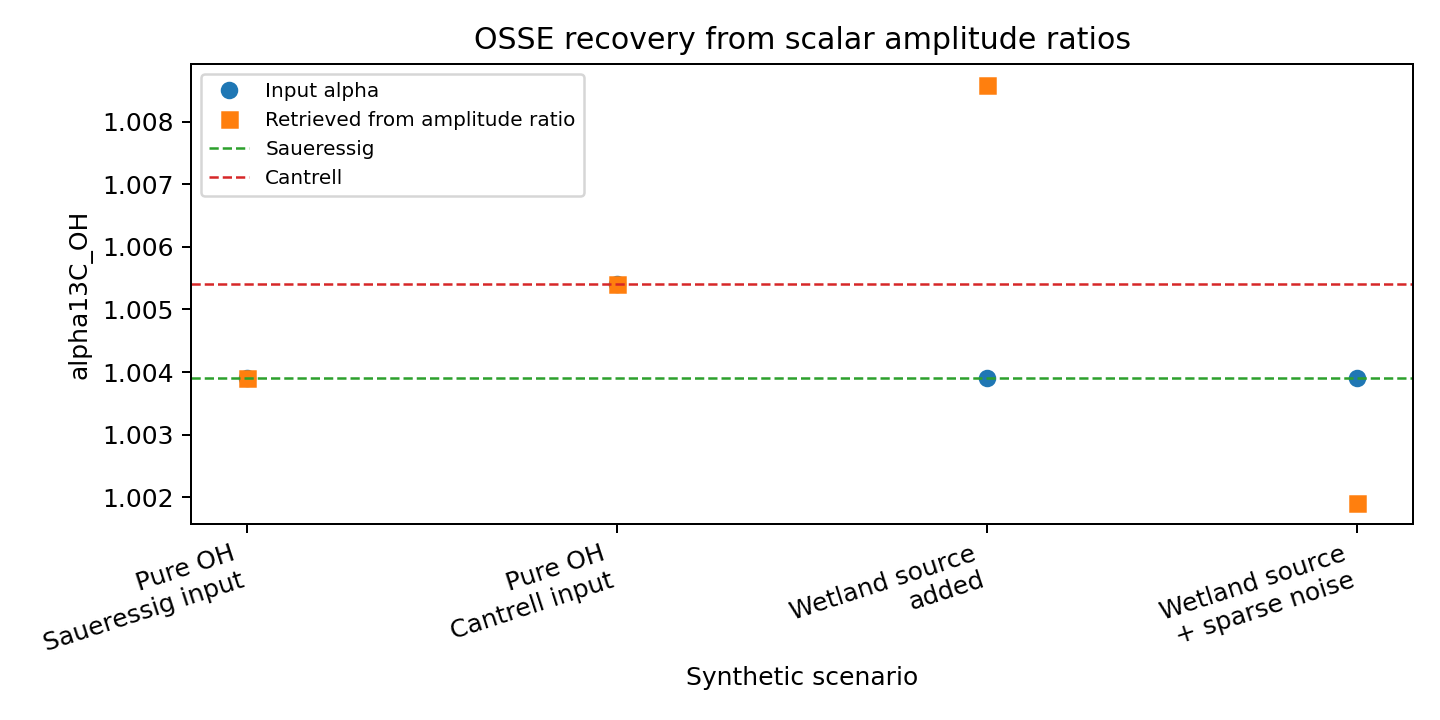 OSSE recovery from scalar amplitude ratios
Input alpha
Retrieved from amplitude ratio
Saueressig
Cantrell
alpha13C_OH
1.008
1.007
1.006
1.005
1.004
1.003
1.002
Pure OH
Saueressig input
Pure OH
Cantrell input
Wetland source
added
Wetland source
+ sparse noise
Synthetic scenario